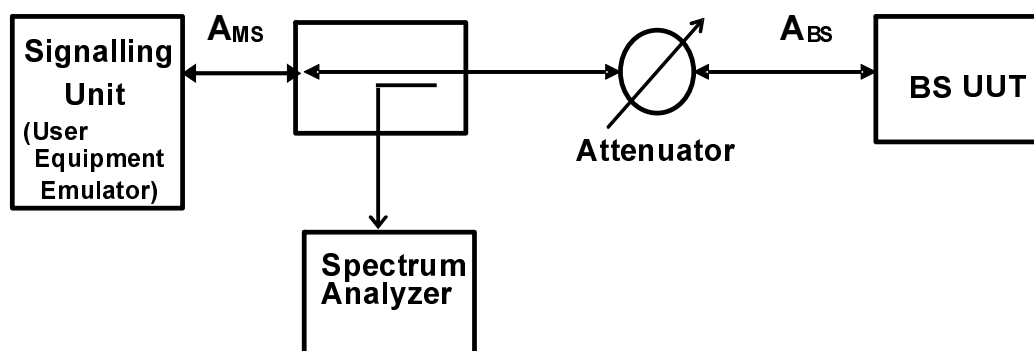 Signalling
Unit
(User
Equipment
Emulator)
AMS
Attenuator
ABS
BS UUT
Spectrum
Analyzer